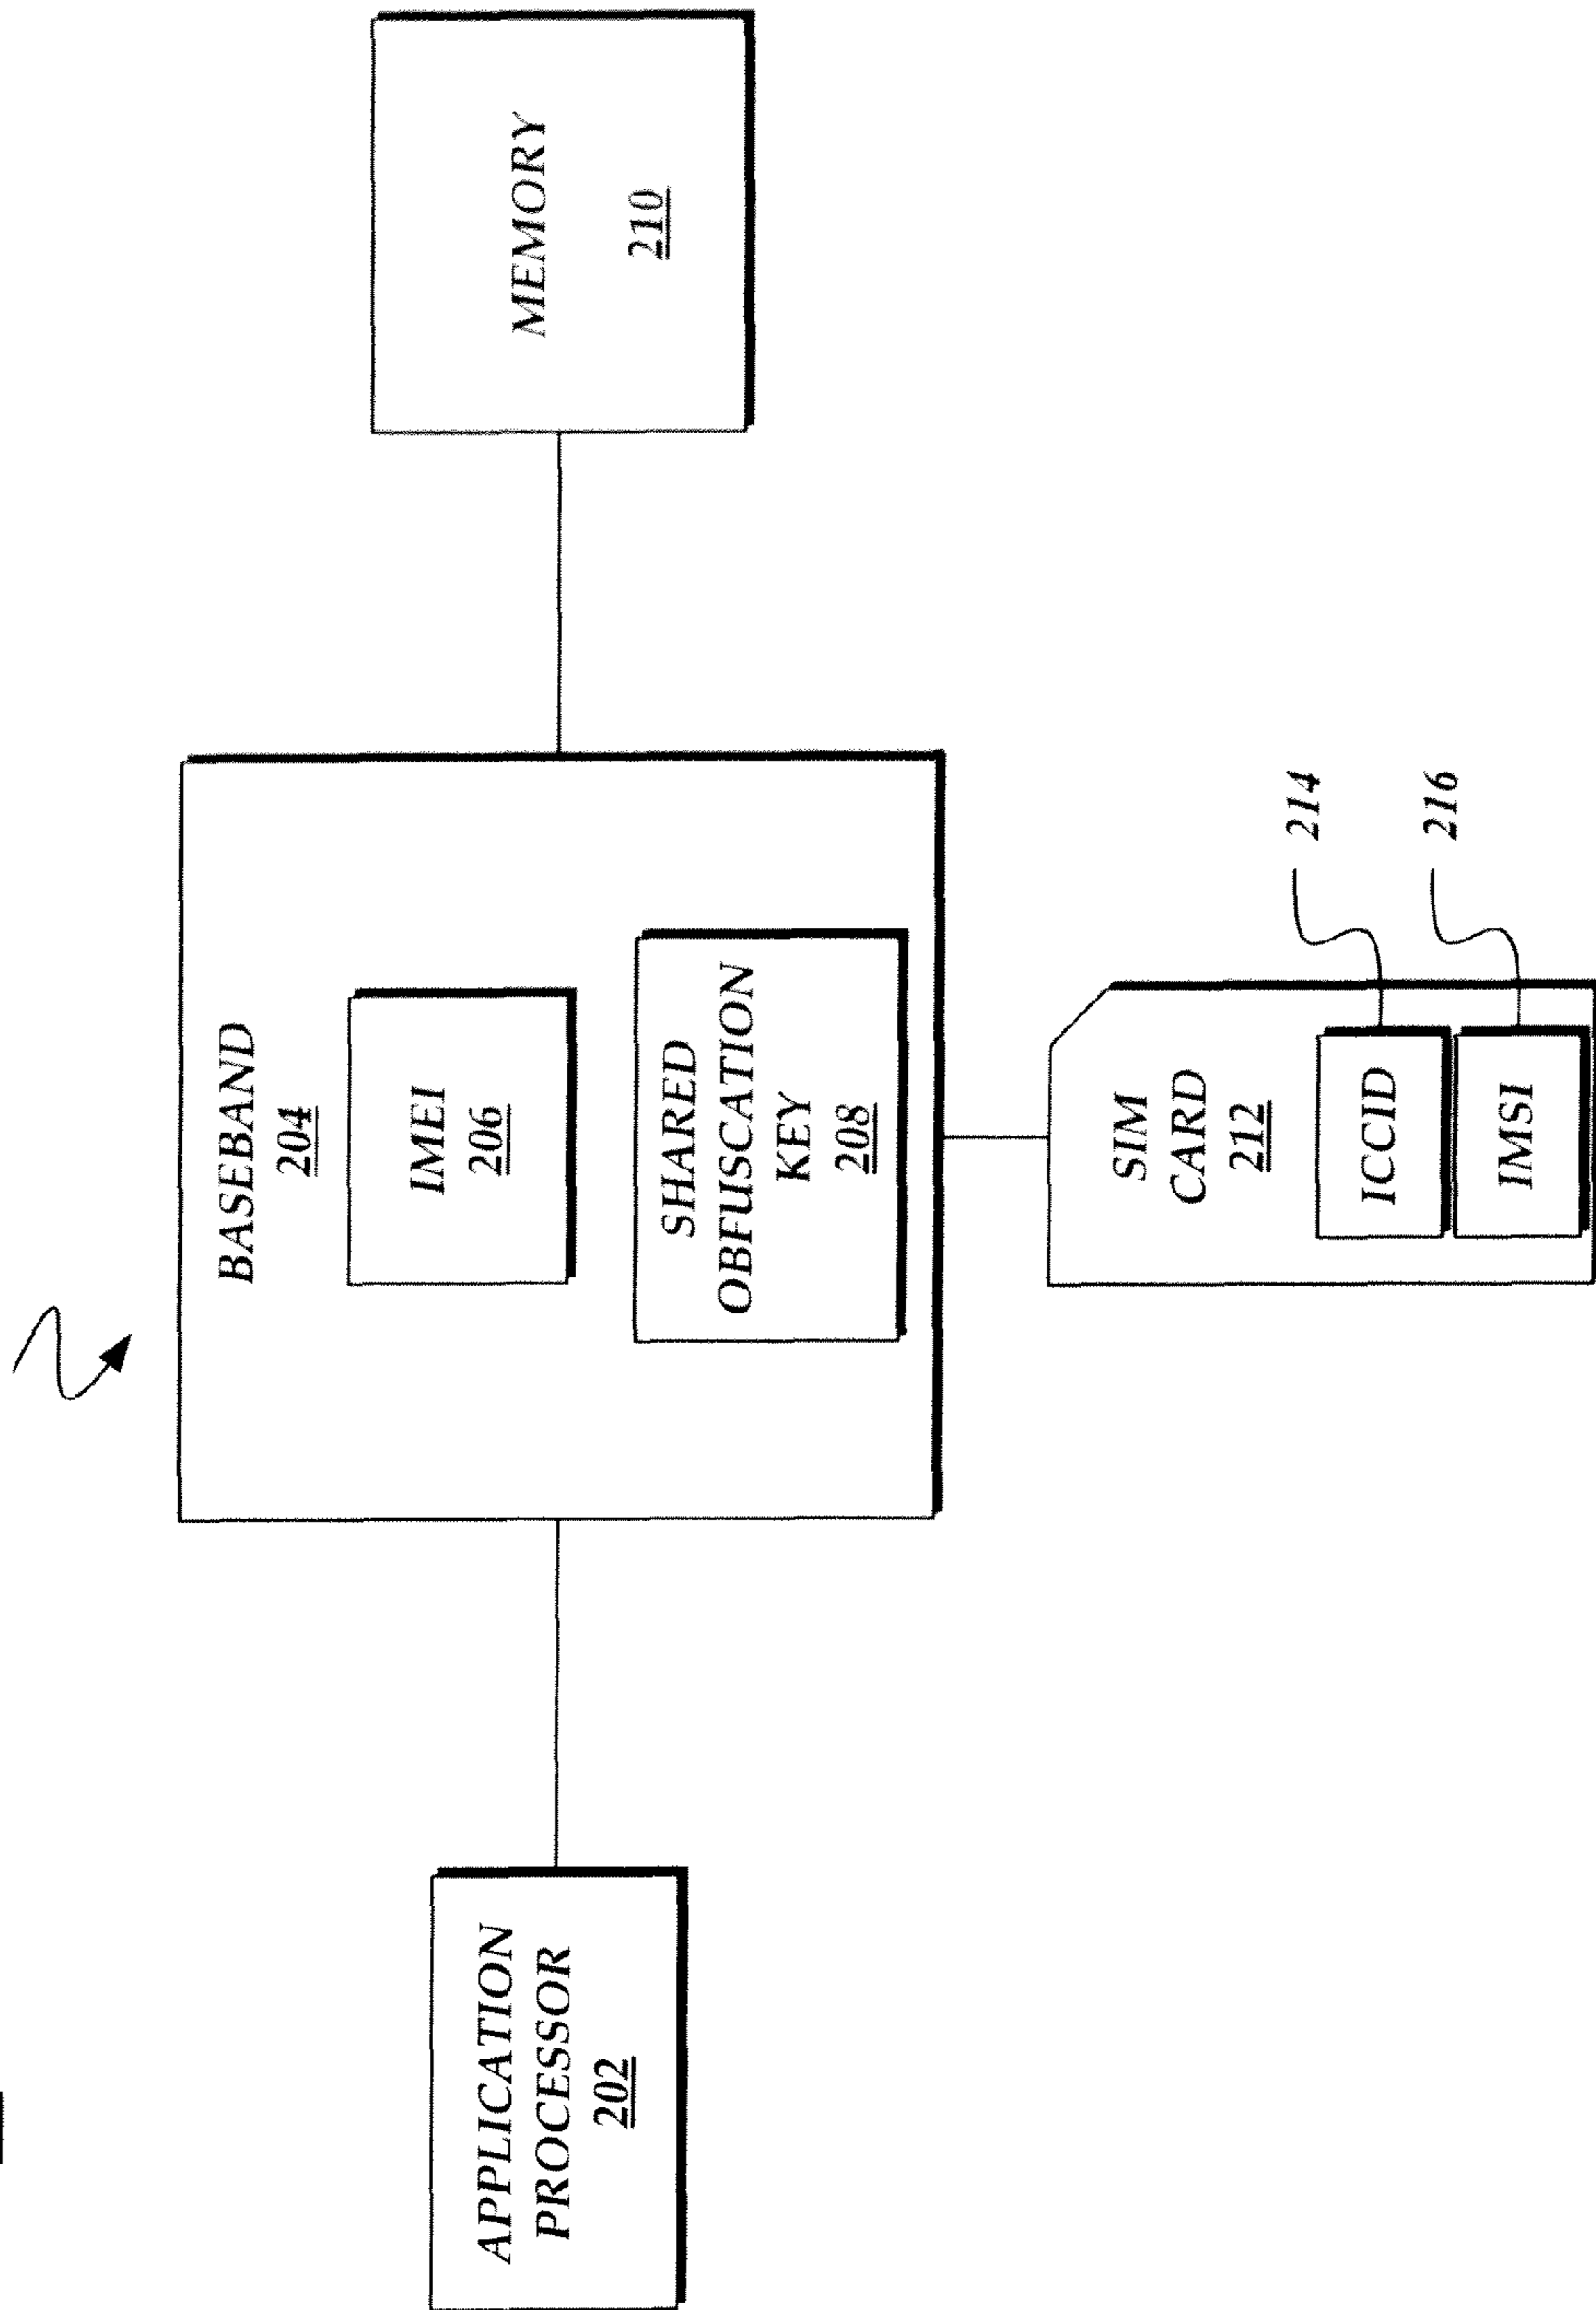 APPLICATION
PROCESSOR
202
BASEBAND
204
IMEI
206
SHARED
OBFUSCATION
KEY
208
MEMORY
210
SIM
CARD
212
ICCID
IMSI
214
216